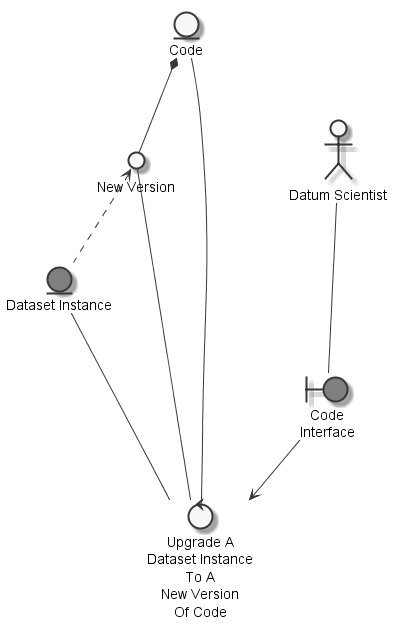 Code
New Version
Datum Scientist
Dataset Instance
Code
Interface
Upgrade A
Dataset Instance
To A
New Version
Of Code